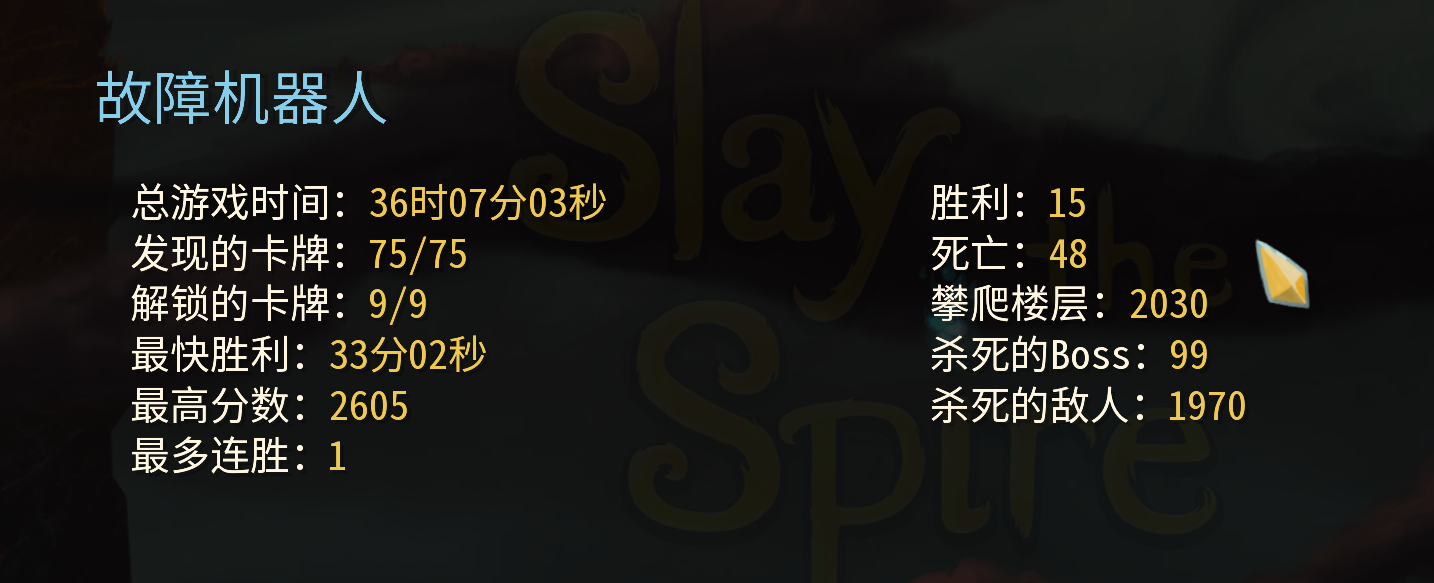 故障机器人
总游戏时间：36时07分03秒
发现的卡牌：75/75
解锁的卡牌：9/9
最快胜利：33分02秒
最高分数：2605
最多连胜：1
胜利：15
死亡：48
攀爬楼层：2030
杀死的Boss：99
杀死的敌人：1970
Slay
the
Spire